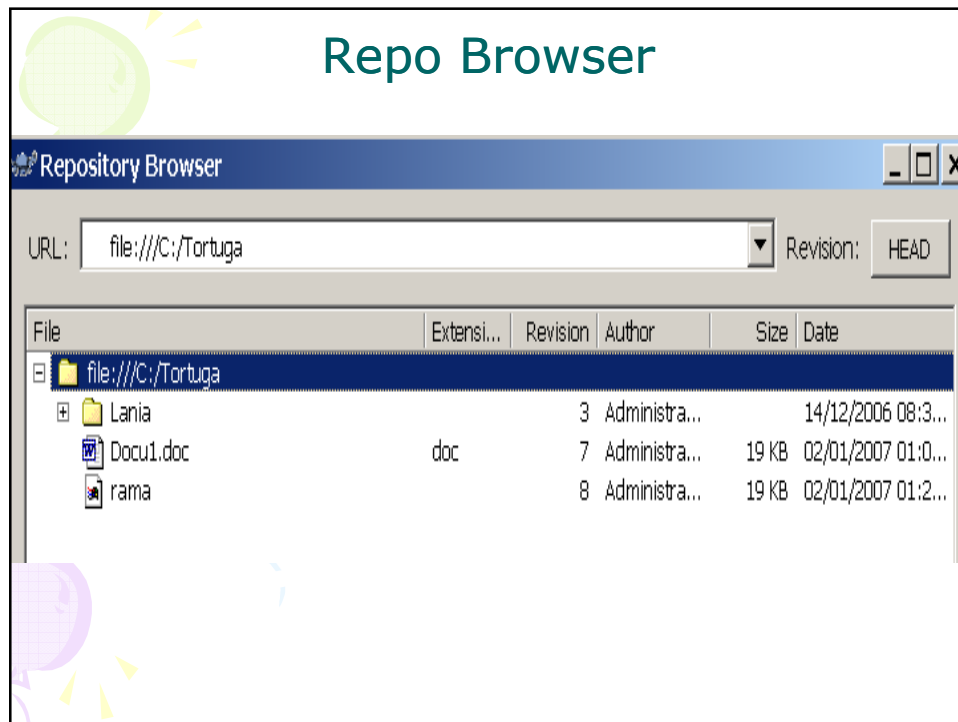 Repo Browser
Repository Browser
URL: file:///C:/Tortuga Revision: HEAD
File Extensi... Revision Author Size Date
file:///C:/Tortuga
Lania 3 Administra... 14/12/2006 08:3...
Docu1.doc doc 7 Administra... 19 KB 02/01/2007 01:0...
rama 8 Administra... 19 KB 02/01/2007 01:2...